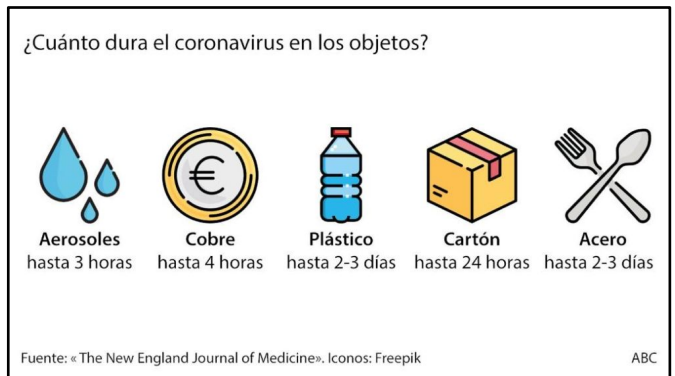 ¿Cuánto dura el coronavirus en los objetos?
€
Aerosoles
hasta 3 horas
Cobre
hasta 4 horas
Plástico
hasta 2-3 días
Cartón
hasta 24 horas
Acero
hasta 2-3 días
Fuente: « The New England Journal of Medicine». Iconos: Freepik
ABC